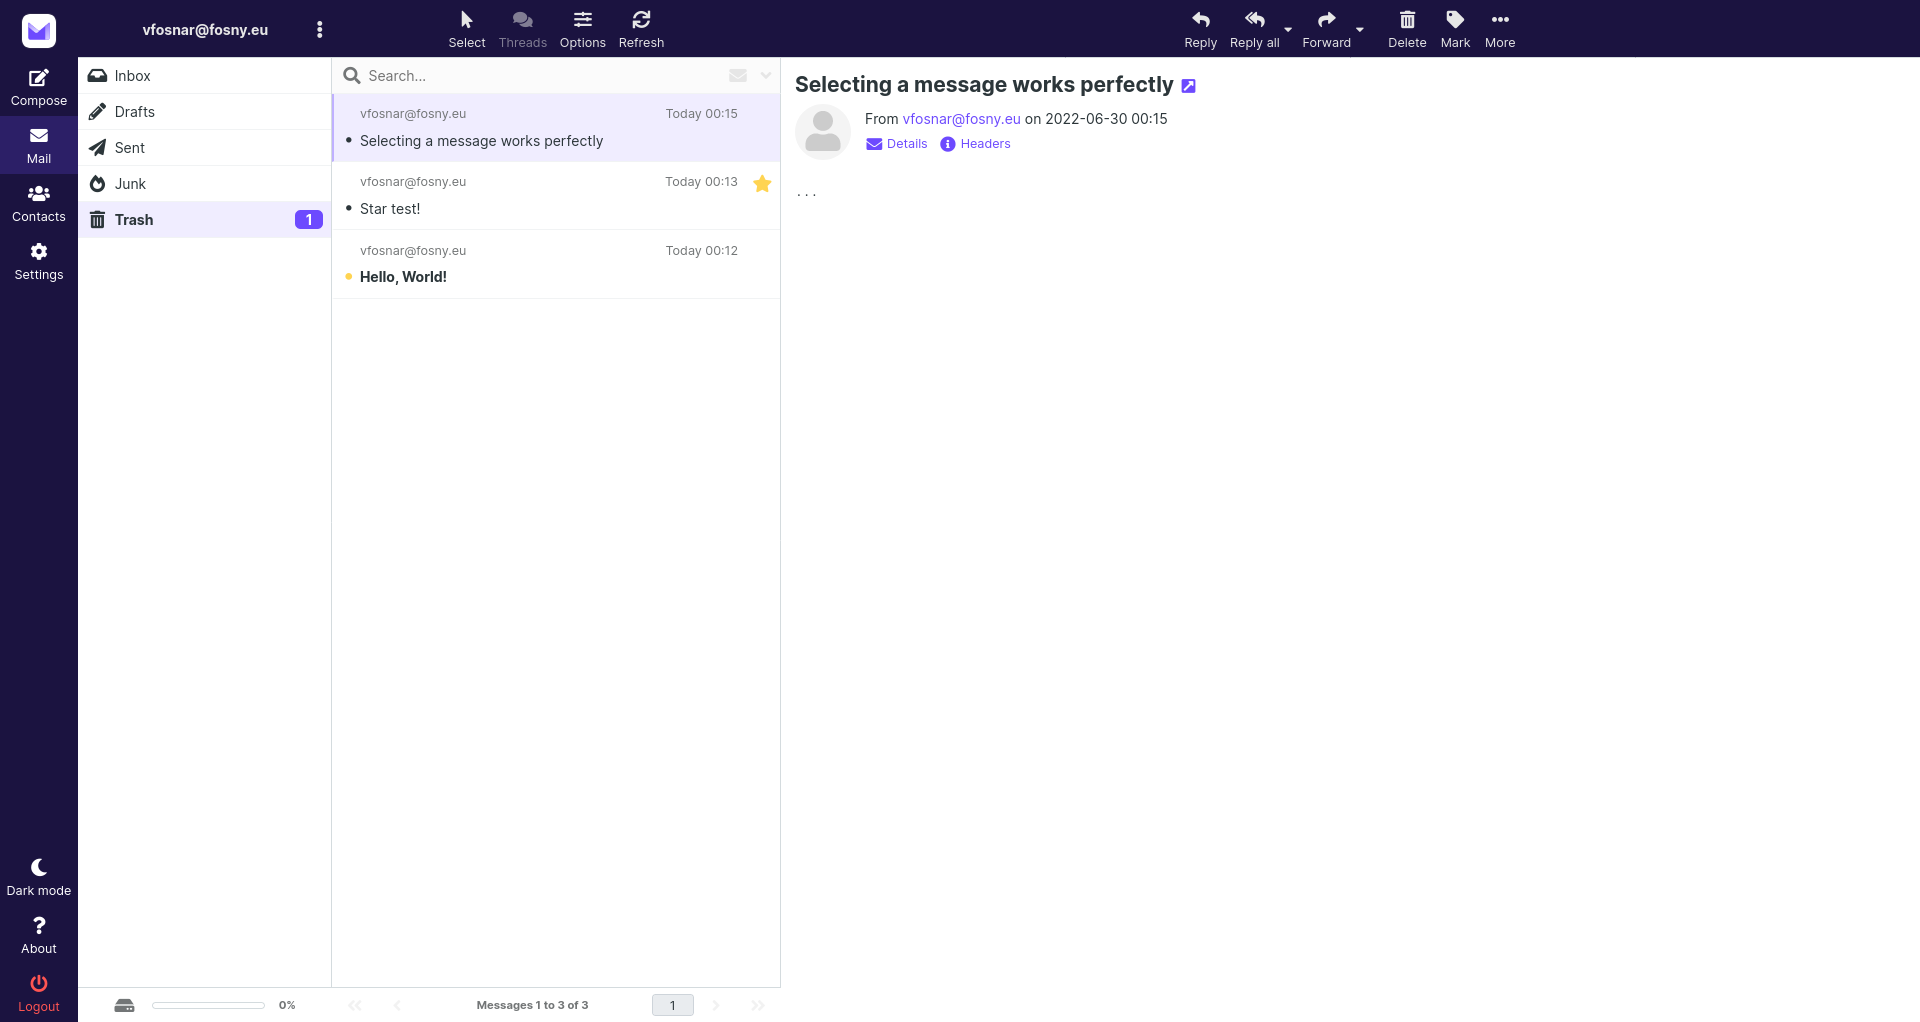 vfosnar@fosny.eu
Select
Threads
Options
Refresh
Reply
Reply all
Forward
Delete
Mark
More
Compose
Mail
Contacts
Settings
Dark mode
About
Logout
Inbox
Drafts
Sent
Junk
Trash 1
0%
Search...
vfosnar@fosny.eu Today 00:15
• Selecting a message works perfectly
vfosnar@fosny.eu Today 00:13
• Star test!
vfosnar@fosny.eu Today 00:12
• Hello, World!
Messages 1 to 3 of 3
1
Selecting a message works perfectly
From vfosnar@fosny.eu on 2022-06-30 00:15
Details Headers
. . .